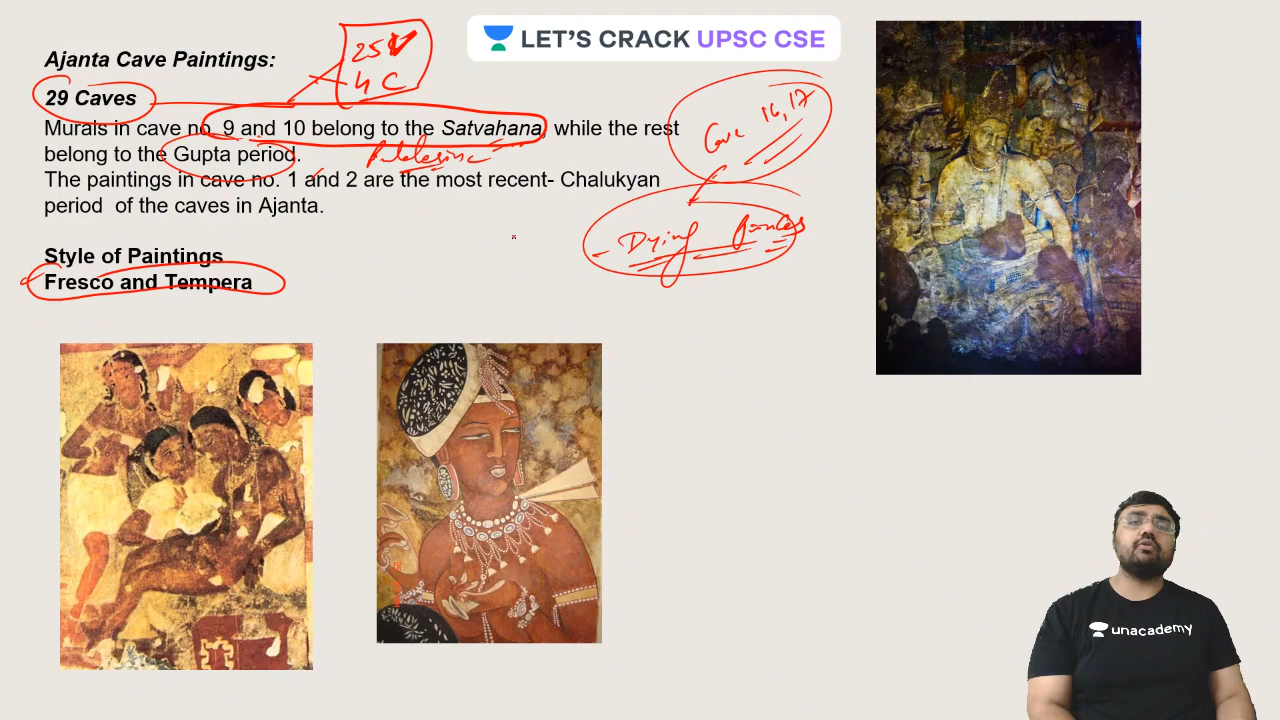 LET'S CRACK UPSC CSE
Ajanta Cave Paintings:
25 V
4 C
29 Caves
Cave 16, 17
Murals in cave no. 9 and 10 belong to the Satvahana, while the rest
belong to the Gupta period.
The paintings in cave no. 1 and 2 are the most recent- Chalukyan
period of the caves in Ajanta.
Dying
Style of Paintings
Fresco and Tempera
unacademy